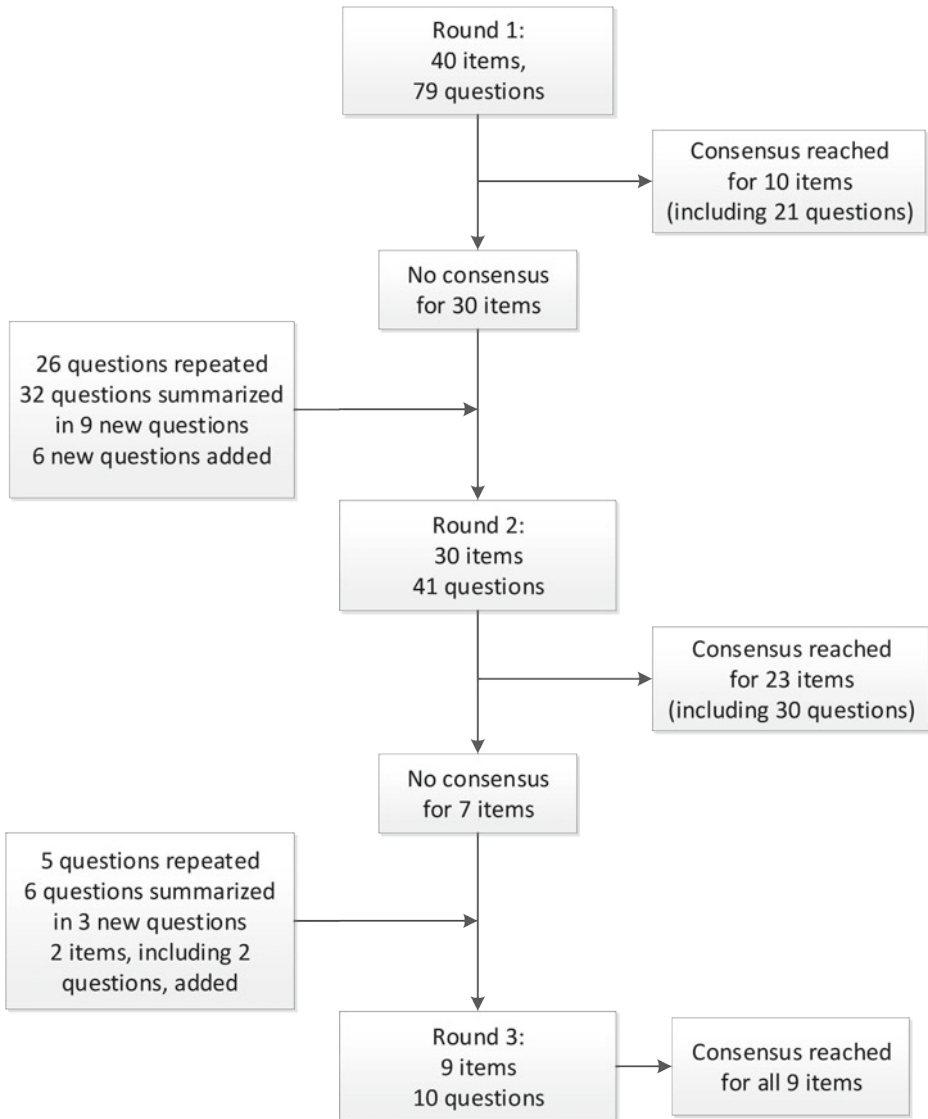 Round 1:
40 items,
79 questions
Consensus reached
for 10 items
(including 21 questions)
No consensus
for 30 items
26 questions repeated
32 questions summarized
in 9 new questions
6 new questions added
Round 2:
30 items
41 questions
Consensus reached
for 23 items
(including 30 questions)
No consensus
for 7 items
5 questions repeated
6 questions summarized
in 3 new questions
2 items, including 2
questions, added
Round 3:
9 items
10 questions
Consensus reached
for all 9 items